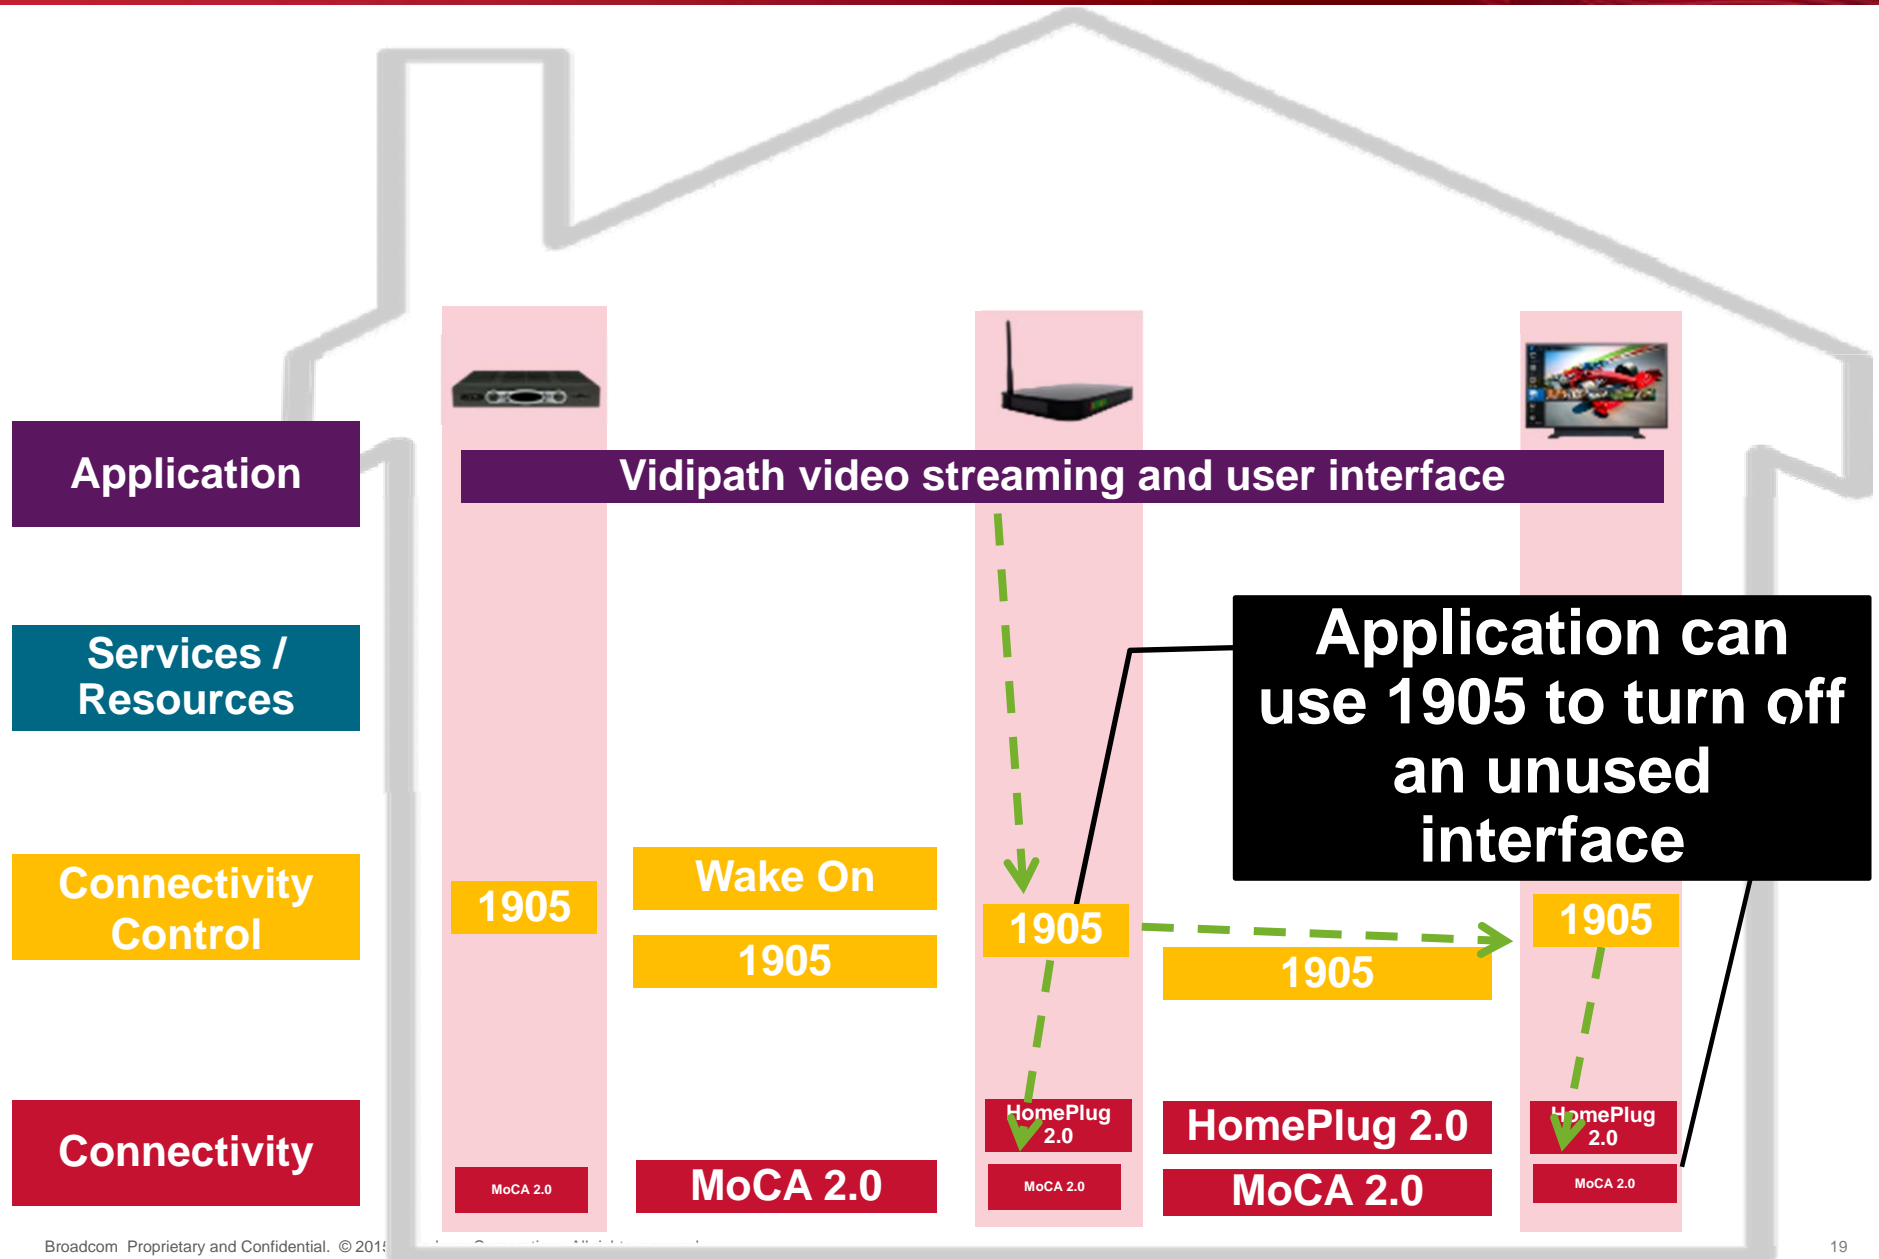 Application
Vidipath video streaming and user interface
Services /
Resources
Application can
use 1905 to turn off
an unused
interface
Connectivity
Control
1905
Wake On
1905
1905
1905
1905
Connectivity
MoCA 2.0
MoCA 2.0
HomePlug
2.0
MoCA 2.0
HomePlug 2.0
MoCA 2.0
HomePlug
2.0
MoCA 2.0
Broadcom Proprietary and Confidential. © 2015
19